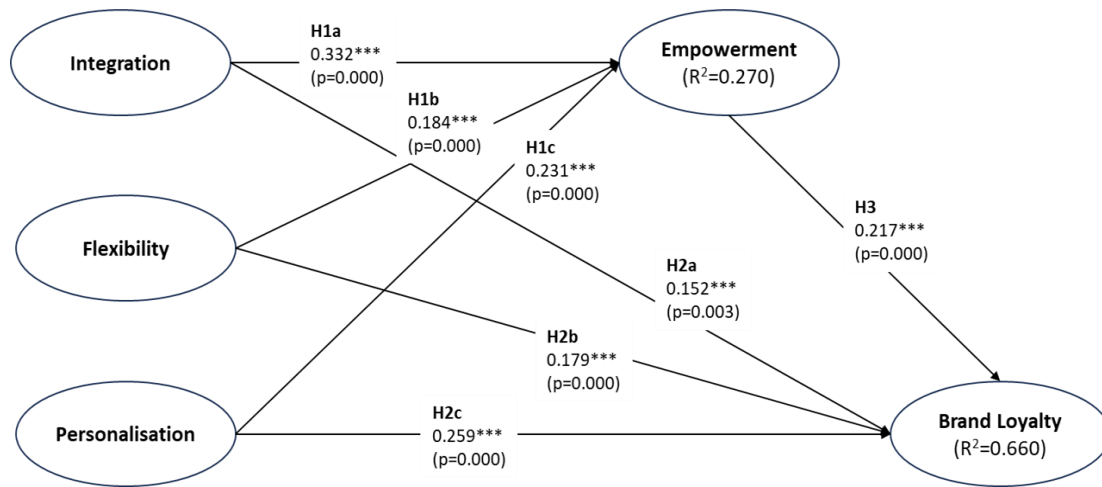 Integration
H1a
0.332***
(p=0.000)
Empowerment
(R²=0.270)
H1b
0.184***
(p=0.000)
H1c
0.231***
(p=0.000)
Flexibility
H3
0.217***
(p=0.000)
H2a
0.152***
(p=0.003)
H2b
0.179***
(p=0.000)
Personalisation
H2c
0.259***
(p=0.000)
Brand Loyalty
(R²=0.660)